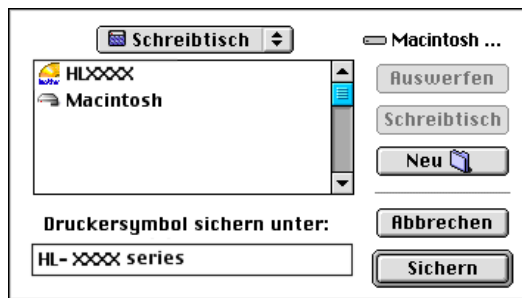 Schreibtisch
Macintosh ...
HLXXXX
Macintosh
Auswerfen
Schreibtisch
Neu
Druckersymbol sichern unter:
HL- XXXX series
Abbrechen
Sichern